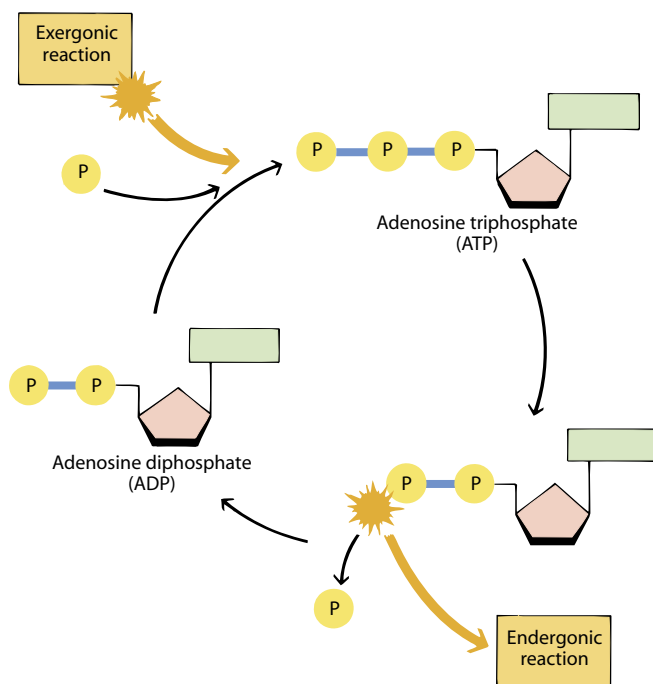 Exergonic
reaction
P
P P P
Adenosine triphosphate
(ATP)
P P
Adenosine diphosphate
(ADP)
P P
P
Endergonic
reaction